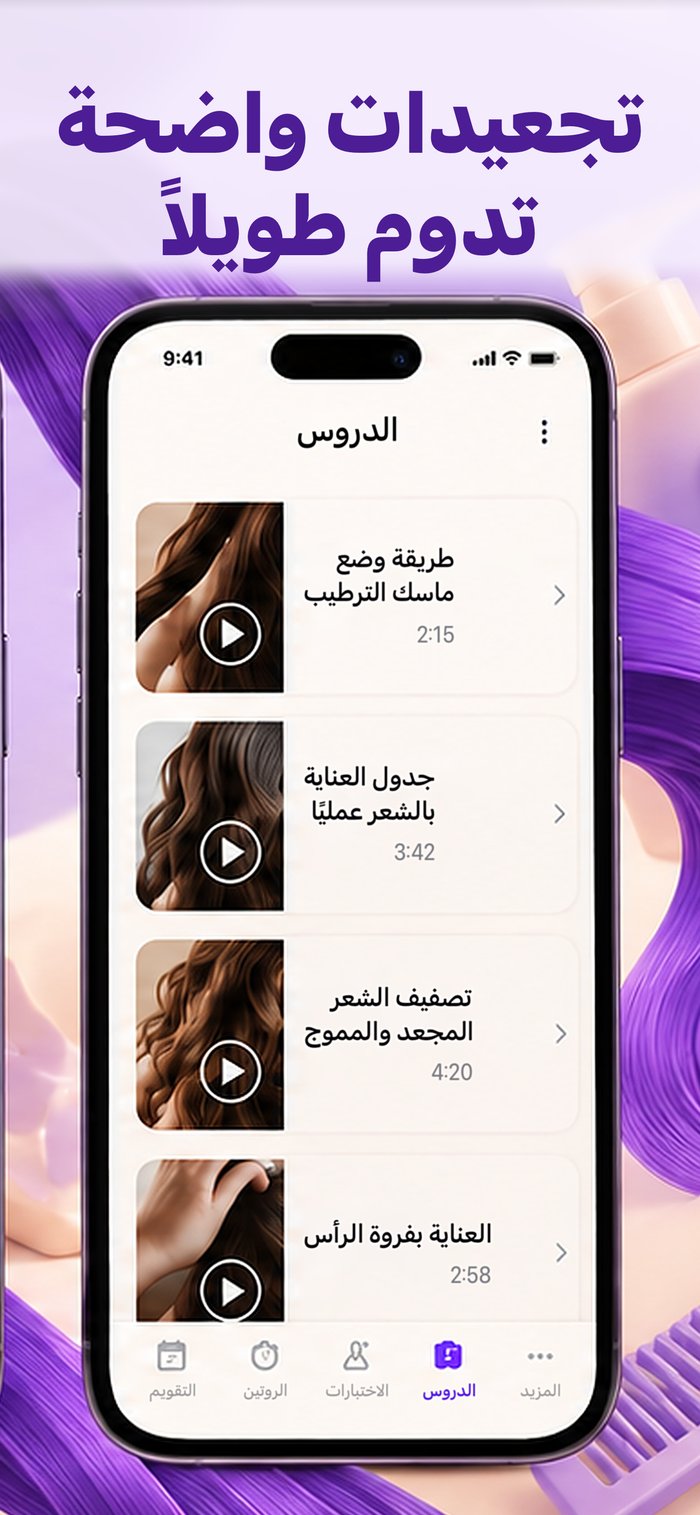 تجعيدات واضحة
تدوم طويلاً
9:41
الدروس
طريقة وضع
ماسك الترطيب
2:15
جدول العناية
بالشعر عمليًا
3:42
تصفيف الشعر
المجعد والمموج
4:20
العناية بفروة الرأس
2:58
المزيد
الدروس
الاختبارات
الروتين
التقويم